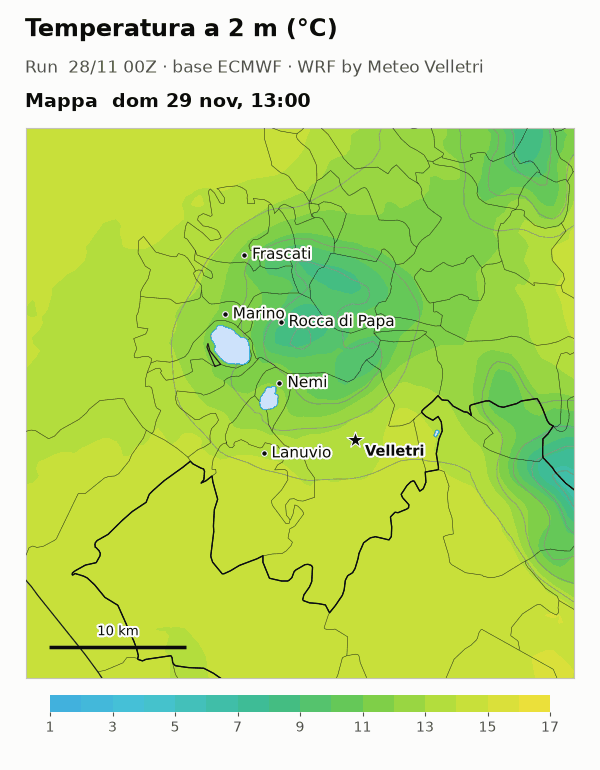 Temperatura a 2 m (°C)
Run  28/11 00Z · base ECMWF · WRF by Meteo Velletri
Mappa  dom 29 nov, 13:00
Frascati
Marino
Rocca di Papa
Nemi
Velletri
Lanuvio
10 km
1 3 5 7 9 11 13 15 17